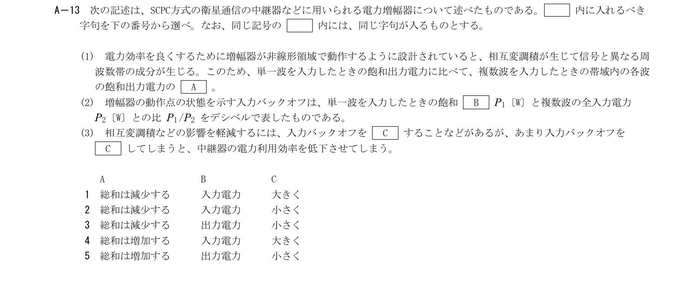 A－13 次の記述は、SCPC方式の衛星通信の中継器などに用いられる電力増幅器について述べたものである。 内に入れるべき
字句を下の番号から選べ。なお、同じ記号の 内には、同じ字句が入るものとする。
(1) 電力効率を良くするために増幅器が非線形領域で動作するように設計されていると、相互変調積が生じて信号と異なる周
波数帯の成分が生じる。このため、単一波を入力したときの飽和出力電力に比べて、複数波を入力したときの帯域内の各波
の飽和出力電力の A 。
(2) 増幅器の動作点の状態を示す入力バックオフは、単一波を入力したときの飽和 B P1〔W〕と複数波の全入力電力
P2〔W〕との比 P1/P2 をデシベルで表したものである。
(3) 相互変調積などの影響を軽減するには、入力バックオフを C することなどがあるが、あまり入力バックオフを
C してしまうと、中継器の電力利用効率を低下させてしまう。
A B C
1 総和は減少する 入力電力 大きく
2 総和は減少する 入力電力 小さく
3 総和は減少する 出力電力 小さく
4 総和は増加する 入力電力 大きく
5 総和は増加する 出力電力 小さく